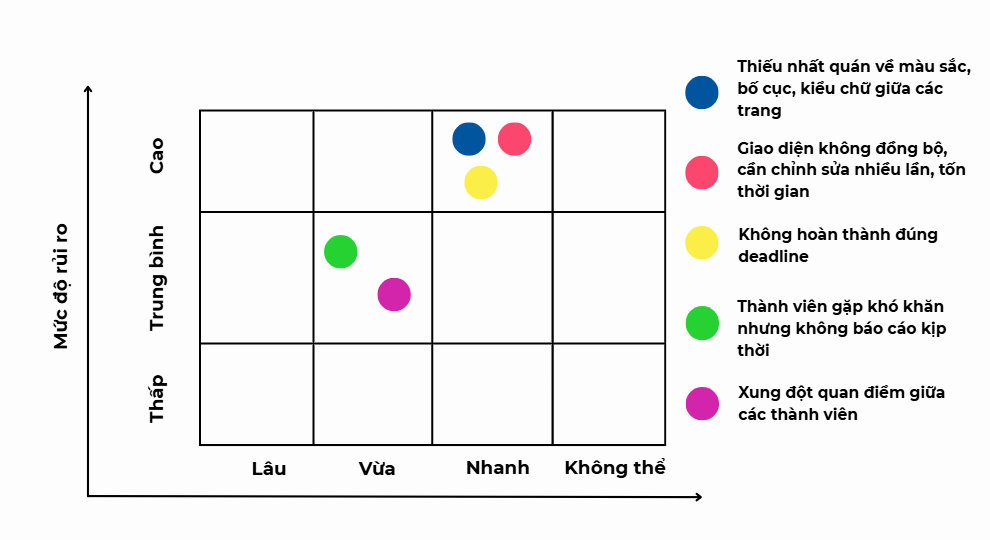 Thiếu nhất quán về màu sắc,
bố cục, kiểu chữ giữa các
trang
Giao diện không đồng bộ,
cần chỉnh sửa nhiều lần, tốn
thời gian
Không hoàn thành đúng
deadline
Thành viên gặp khó khăn
nhưng không báo cáo kịp
thời
Xung đột quan điểm giữa
các thành viên
Mức độ rủi ro
Cao
Trung bình
Thấp
Lâu
Vừa
Nhanh
Không thể